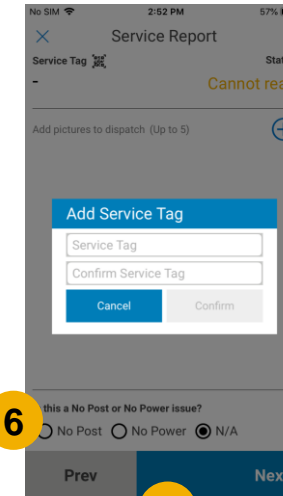 No SIM 2:52 PM 57%
Service Report
Service Tag Stat
- Cannot rea
Add pictures to dispatch (Up to 5)
Add Service Tag
Service Tag
Confirm Service Tag
Cancel Confirm
this a No Post or No Power issue?
6
No Post No Power N/A
Prev Nex